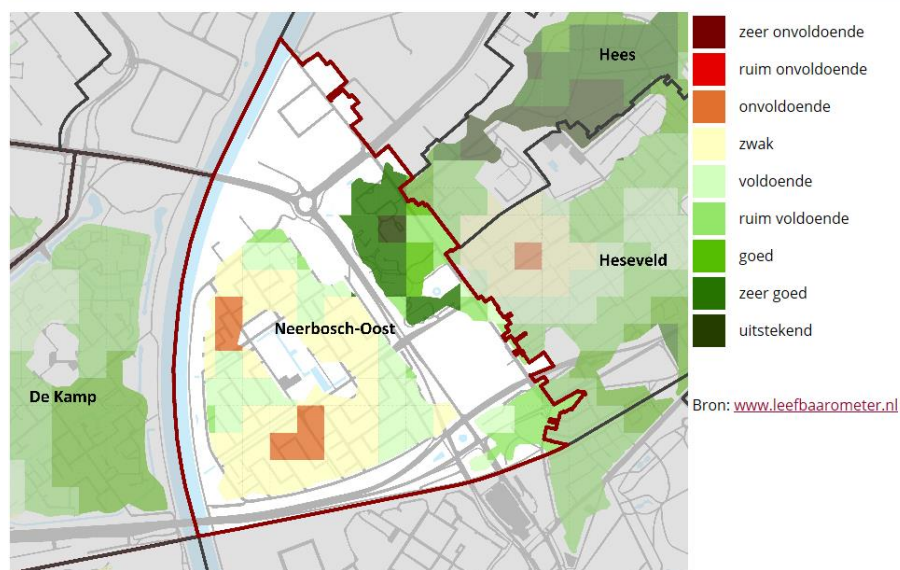 Hees
Heseveld
Neerbosch-Oost
De Kamp
zeer onvoldoende
ruim onvoldoende
onvoldoende
zwak
voldoende
ruim voldoende
goed
zeer goed
uitstekend
Bron: www.leefbaarometer.nl